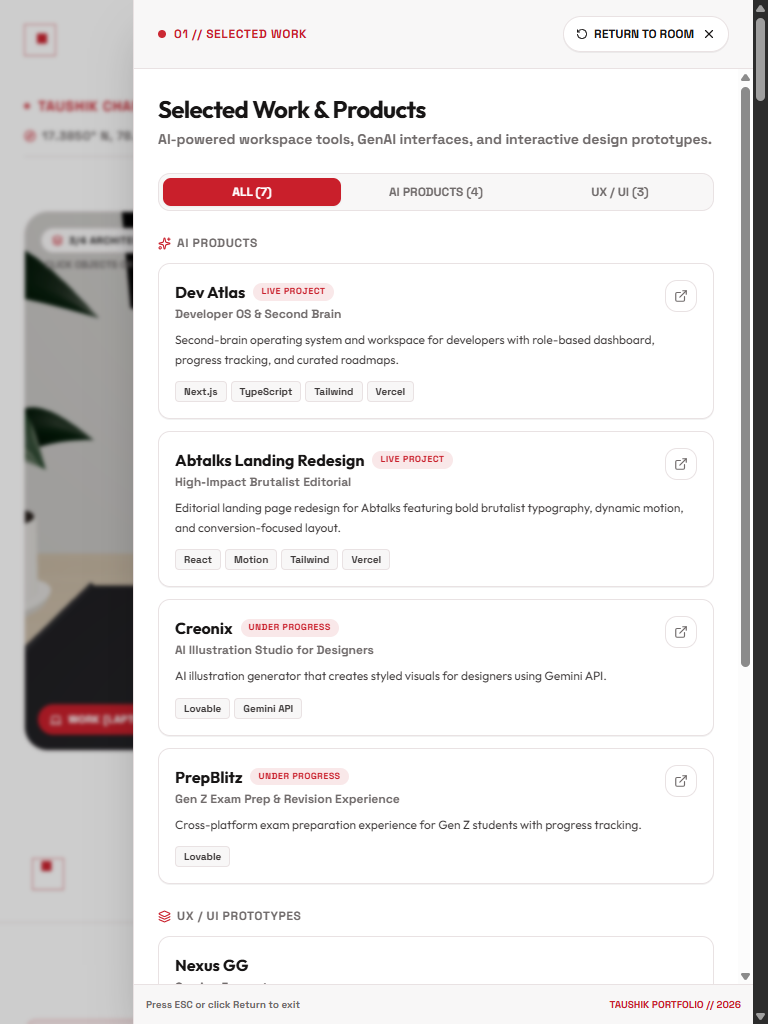 01 // SELECTED WORK
RETURN TO ROOM
Selected Work & Products
AI-powered workspace tools, GenAI interfaces, and interactive design prototypes.
ALL (7)
AI PRODUCTS (4)
UX / UI (3)
AI PRODUCTS
Dev Atlas
LIVE PROJECT
Developer OS & Second Brain
Second-brain operating system and workspace for developers with role-based dashboard,
progress tracking, and curated roadmaps.
Next.js
TypeScript
Tailwind
Vercel
Abtalks Landing Redesign
LIVE PROJECT
High-Impact Brutalist Editorial
Editorial landing page redesign for Abtalks featuring bold brutalist typography, dynamic motion,
and conversion-focused layout.
React
Motion
Tailwind
Vercel
Creonix
UNDER PROGRESS
AI Illustration Studio for Designers
AI illustration generator that creates styled visuals for designers using Gemini API.
Lovable
Gemini API
PrepBlitz
UNDER PROGRESS
Gen Z Exam Prep & Revision Experience
Cross-platform exam preparation experience for Gen Z students with progress tracking.
Lovable
UX / UI PROTOTYPES
Nexus GG
Press ESC or click Return to exit
TAUSHIK PORTFOLIO // 2026